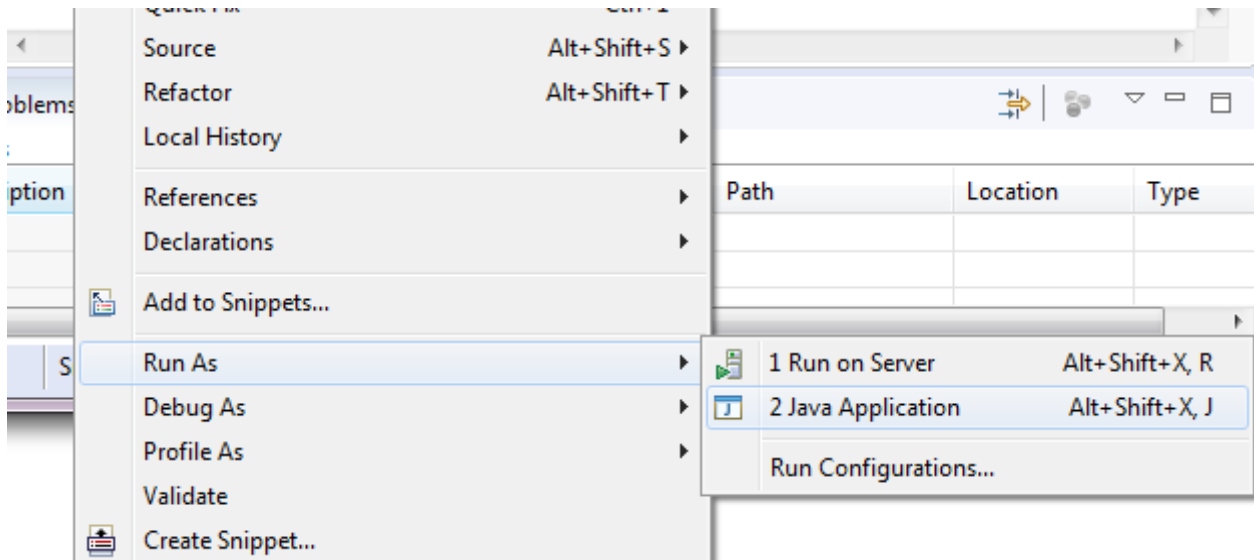 Source Alt+Shift+S
Refactor Alt+Shift+T
Local History
References
Declarations
Add to Snippets...
Run As
Debug As
Profile As
Validate
Create Snippet...
Path Location Type
1 Run on Server Alt+Shift+X, R
2 Java Application Alt+Shift+X, J
Run Configurations...